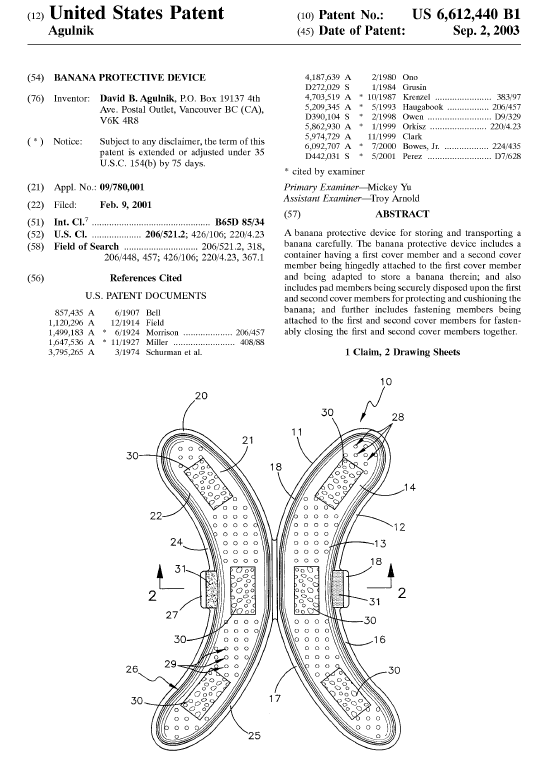 (12) United States Patent
Agulnik
(10) Patent No.: US 6,612,440 B1
(45) Date of Patent: Sep. 2, 2003
(54) BANANA PROTECTIVE DEVICE
(76) Inventor: David B. Agulnik, P.O. Box 19137 4th
Ave. Postal Outlet, Vancouver BC (CA),
V6K 4R8
( * ) Notice: Subject to any disclaimer, the term of this
patent is extended or adjusted under 35
U.S.C. 154(b) by 75 days.
(21) Appl. No.: 09/780,001
(22) Filed: Feb. 9, 2001
(51) Int. Cl.7 ........................ B65D 85/34
(52) U.S. Cl. .................. 206/521.2; 426/106; 220/4.23
(58) Field of Search .................. 206/521.2, 318,
206/448, 457; 426/106; 220/4.23, 367.1
(56) References Cited
U.S. PATENT DOCUMENTS
857,435 A 6/1907 Bell
1,120,296 A 12/1914 Field
1,499,183 A * 6/1924 Morrison ............ 206/457
1,647,536 A * 11/1927 Miller ............ 408/88
3,795,265 A 3/1974 Schurman et al.
4,187,639 A 2/1980 Ono
D272,029 S 1/1984 Grusin
4,703,519 A * 10/1987 Krenzel ............ 383/97
5,209,345 A * 5/1993 Haugabook ............ 206/457
D390,104 S * 2/1998 Owen ............ D9/329
5,862,930 A * 1/1999 Orkisz ............ 220/4.23
5,974,729 A 11/1999 Clark
6,092,707 A * 7/2000 Bowes, Jr. ............ 224/435
D442,031 S * 5/2001 Perez ............ D7/628
* cited by examiner
Primary Examiner—Mickey Yu
Assistant Examiner—Troy Arnold
(57) ABSTRACT
A banana protective device for storing and transporting a
banana carefully. The banana protective device includes a
container having a first cover member and a second cover
member being hingedly attached to the first cover member
and being adapted to store a banana therein; and also
includes pad members being securely disposed upon the first
and second cover members for protecting and cushioning the
banana; and further includes fastening members being
attached to the first and second cover members for fasten-
ably closing the first and second cover members together.
1 Claim, 2 Drawing Sheets
10
20
30
28
30
21
11
18
14
22
12
24
13
18
31
2
2
27
31
30
30
16
29
26
30
30
17
25